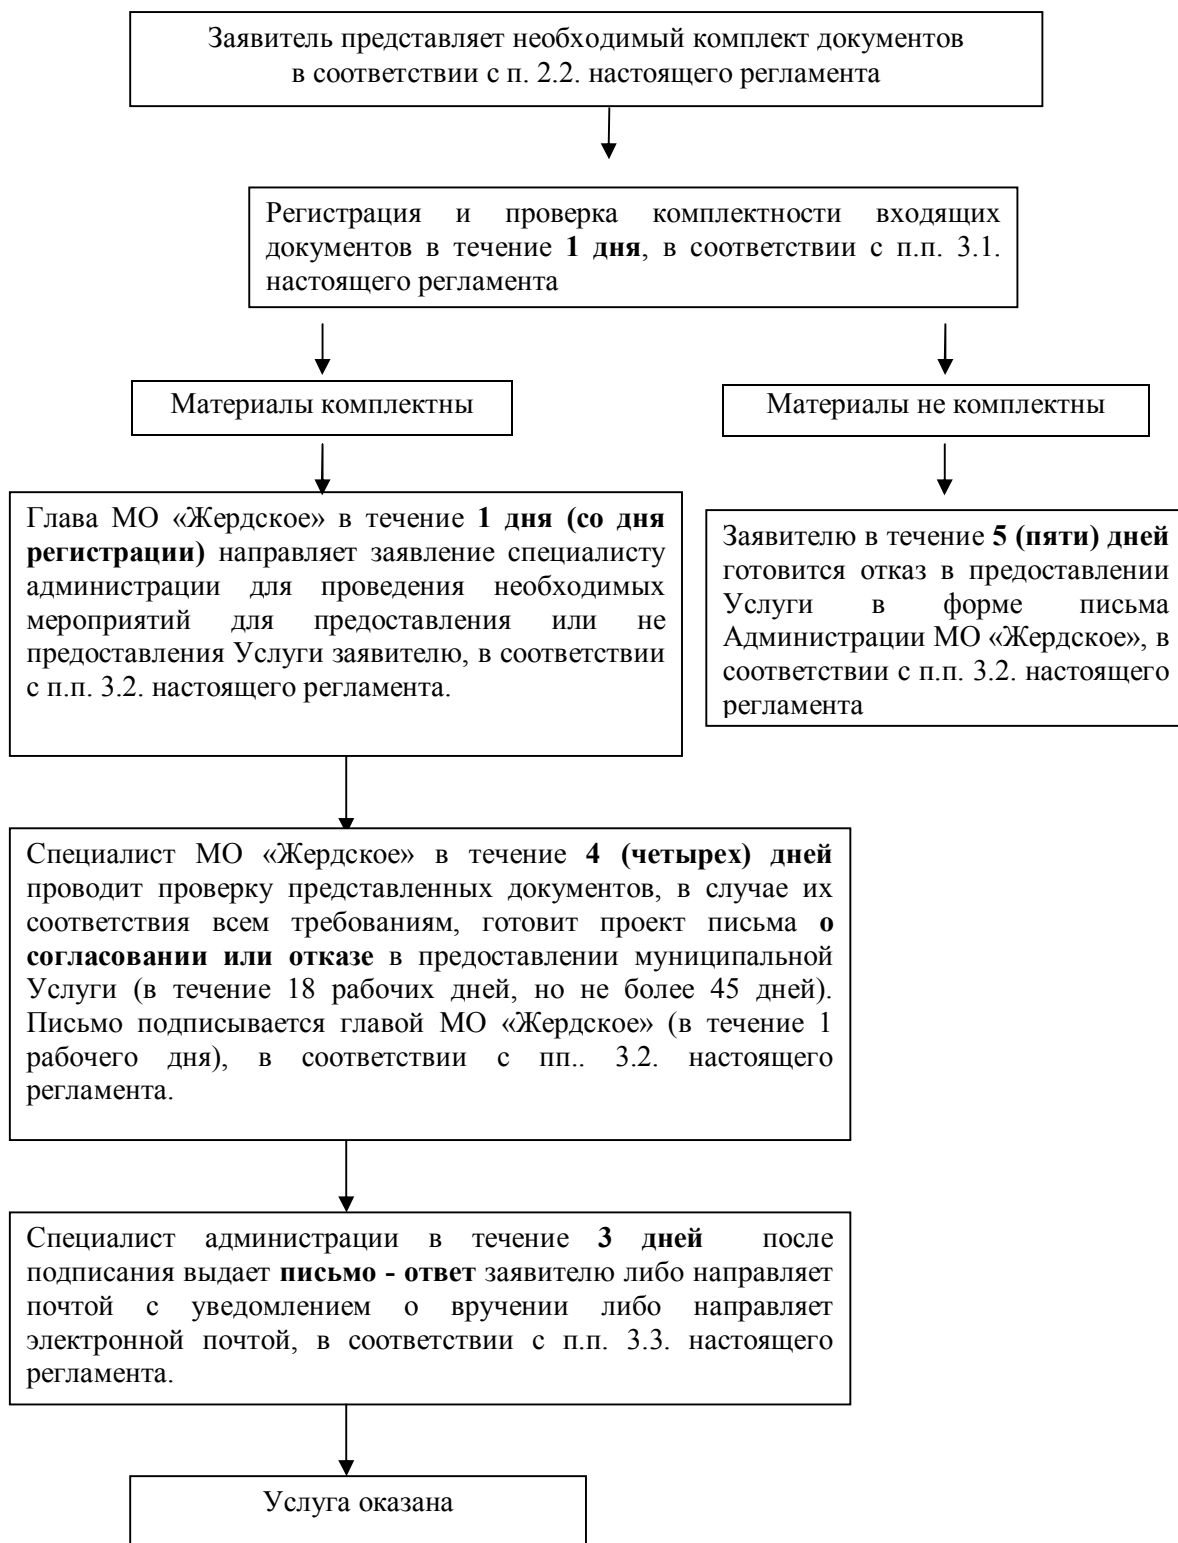 Заявитель представляет необходимый комплект документов
в соответствии с п. 2.2. настоящего регламента
Регистрация и проверка комплектности входящих
документов в течение 1 дня, в соответствии с п.п. 3.1.
настоящего регламента
Материалы комплектны
Материалы не комплектны
Глава МО «Жердское» в течение 1 дня (со дня
регистрации) направляет заявление специалисту
администрации для проведения необходимых
мероприятий для предоставления или не
предоставления Услуги заявителю, в соответствии
с п.п. 3.2. настоящего регламента.
Заявителю в течение 5 (пяти) дней
готовится отказ в предоставлении
Услуги в форме письма
Администрации МО «Жердское», в
соответствии с п.п. 3.2. настоящего
регламента
Специалист МО «Жердское» в течение 4 (четырех) дней
проводит проверку представленных документов, в случае их
соответствия всем требованиям, готовит проект письма о
согласовании или отказе в предоставлении муниципальной
Услуги (в течение 18 рабочих дней, но не более 45 дней).
Письмо подписывается главой МО «Жердское» (в течение 1
рабочего дня), в соответствии с пп.. 3.2. настоящего
регламента.
Специалист администрации в течение 3 дней после
подписания выдает письмо - ответ заявителю либо направляет
почтой с уведомлением о вручении либо направляет
электронной почтой, в соответствии с п.п. 3.3. настоящего
регламента.
Услуга оказана